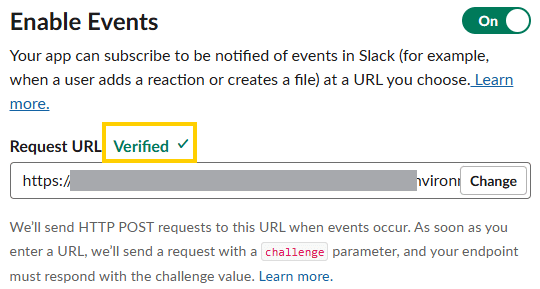 Enable Events
On
Your app can subscribe to be notified of events in Slack (for example,
when a user adds a reaction or creates a file) at a URL you choose. Learn
more.
Request URL Verified ✓
https:/
Change
We’ll send HTTP POST requests to this URL when events occur. As soon as you
enter a URL, we’ll send a request with a challenge parameter, and your endpoint
must respond with the challenge value. Learn more.